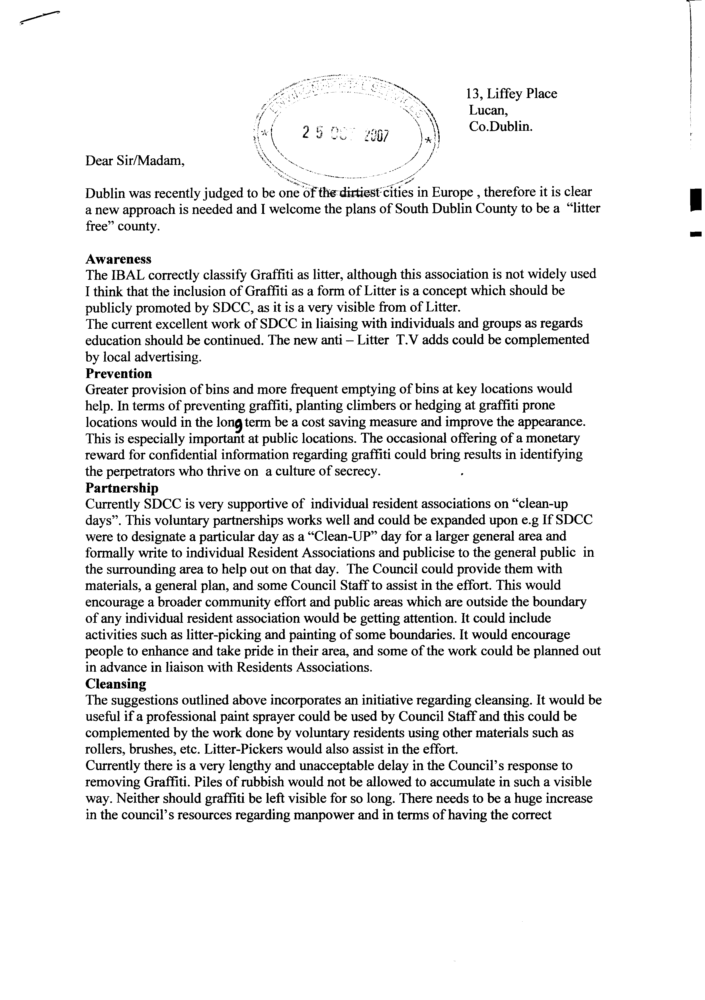 ENVIRONMENTAL SERVICES
25 OCT 2007
13, Liffey Place
Lucan,
Co.Dublin.
Dear Sir/Madam,
Dublin was recently judged to be one of the dirtiest cities in Europe , therefore it is clear
a new approach is needed and I welcome the plans of South Dublin County to be a “litter
free” county.
Awareness
The IBAL correctly classify Graffiti as litter, although this association is not widely used
I think that the inclusion of Graffiti as a form of Litter is a concept which should be
publicly promoted by SDCC, as it is a very visible from of Litter.
The current excellent work of SDCC in liaising with individuals and groups as regards
education should be continued. The new anti – Litter T.V adds could be complemented
by local advertising.
Prevention
Greater provision of bins and more frequent emptying of bins at key locations would
help. In terms of preventing graffiti, planting climbers or hedging at graffiti prone
locations would in the long term be a cost saving measure and improve the appearance.
This is especially important at public locations. The occasional offering of a monetary
reward for confidential information regarding graffiti could bring results in identifying
the perpetrators who thrive on a culture of secrecy.
Partnership
Currently SDCC is very supportive of individual resident associations on “clean-up
days”. This voluntary partnerships works well and could be expanded upon e.g If SDCC
were to designate a particular day as a “Clean-UP” day for a larger general area and
formally write to individual Resident Associations and publicise to the general public in
the surrounding area to help out on that day. The Council could provide them with
materials, a general plan, and some Council Staff to assist in the effort. This would
encourage a broader community effort and public areas which are outside the boundary
of any individual resident association would be getting attention. It could include
activities such as litter-picking and painting of some boundaries. It would encourage
people to enhance and take pride in their area, and some of the work could be planned out
in advance in liaison with Residents Associations.
Cleansing
The suggestions outlined above incorporates an initiative regarding cleansing. It would be
useful if a professional paint sprayer could be used by Council Staff and this could be
complemented by the work done by voluntary residents using other materials such as
rollers, brushes, etc. Litter-Pickers would also assist in the effort.
Currently there is a very lengthy and unacceptable delay in the Council’s response to
removing Graffiti. Piles of rubbish would not be allowed to accumulate in such a visible
way. Neither should graffiti be left visible for so long. There needs to be a huge increase
in the council’s resources regarding manpower and in terms of having the correct